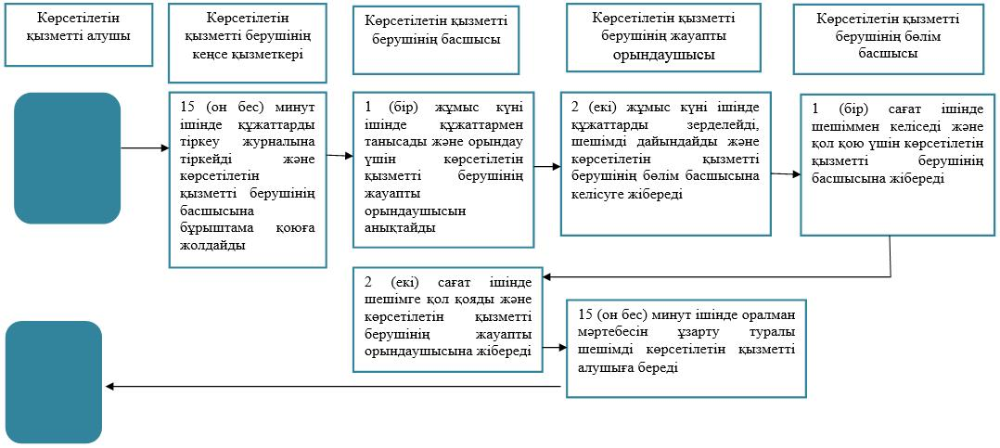 Көрсетілетін
қызметті алушы
Көрсетілетін
қызметті берушінің
кеңсе қызметкері
Көрсетілетін қызметті
берушінің басшысы
Көрсетілетін қызметті
берушінің жауапты
орындаушысы
Көрсетілетін қызметті
берушінің бөлім
басшысы
15 (он бес) минут
ішінде құжаттарды
тіркеу журналына
тіркейді және
көрсетілетін
қызметті берушінің
басшысына
бұрыштама қоюға
жолдайды
1 (бір) жұмыс күні
ішінде құжаттармен
танысады және орындау
үшін көрсетілетін
қызметті берушінің
жауапты
орындаушысын
анықтайды
2 (екі) жұмыс күні ішінде
құжаттарды зерделейді,
шешімді дайындайды және
көрсетілетін қызметті
берушінің бөлім басшысына
келісуге жібереді
1 (бір) сағат ішінде
шешіммен келіседі және
қол қою үшін көрсетілетін
қызметті берушінің
басшысына жібереді
2 (екі) сағат ішінде
шешімге қол қояды және
көрсетілетін қызметті
берушінің жауапты
орындаушысына жібереді
15 (он бес) минут ішінде оралман
мәртебесін ұзарту туралы
шешімді көрсетілетін қызметті
алушыға береді